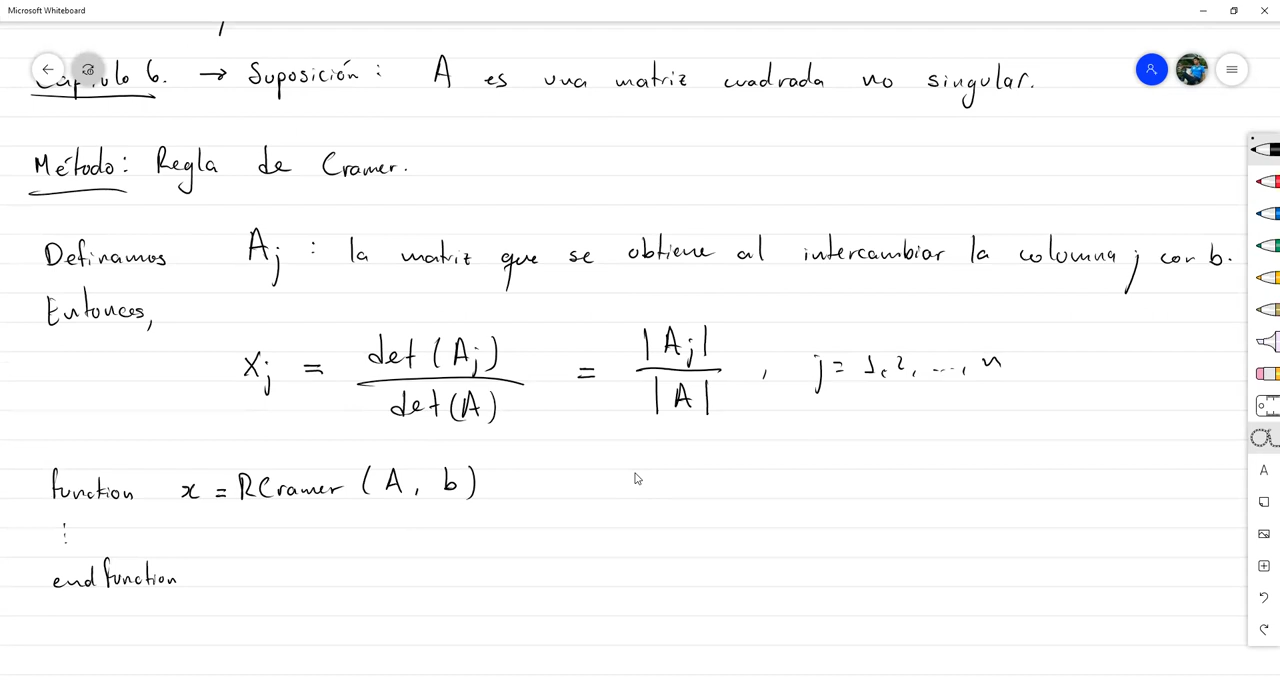 Microsoft Whiteboard
Capítulo 6. → Suposición: A es una matriz cuadrada no singular.
Método: Regla de Cramer.
Definamos Aj : la matriz que se obtiene al intercambiar la columna j con b.
Entonces,
xj = det(Aj) / det(A) = |Aj| / |A| , j = 1, 2, ..., n
function x = RCramer (A, b)
⋮
endfunction
A